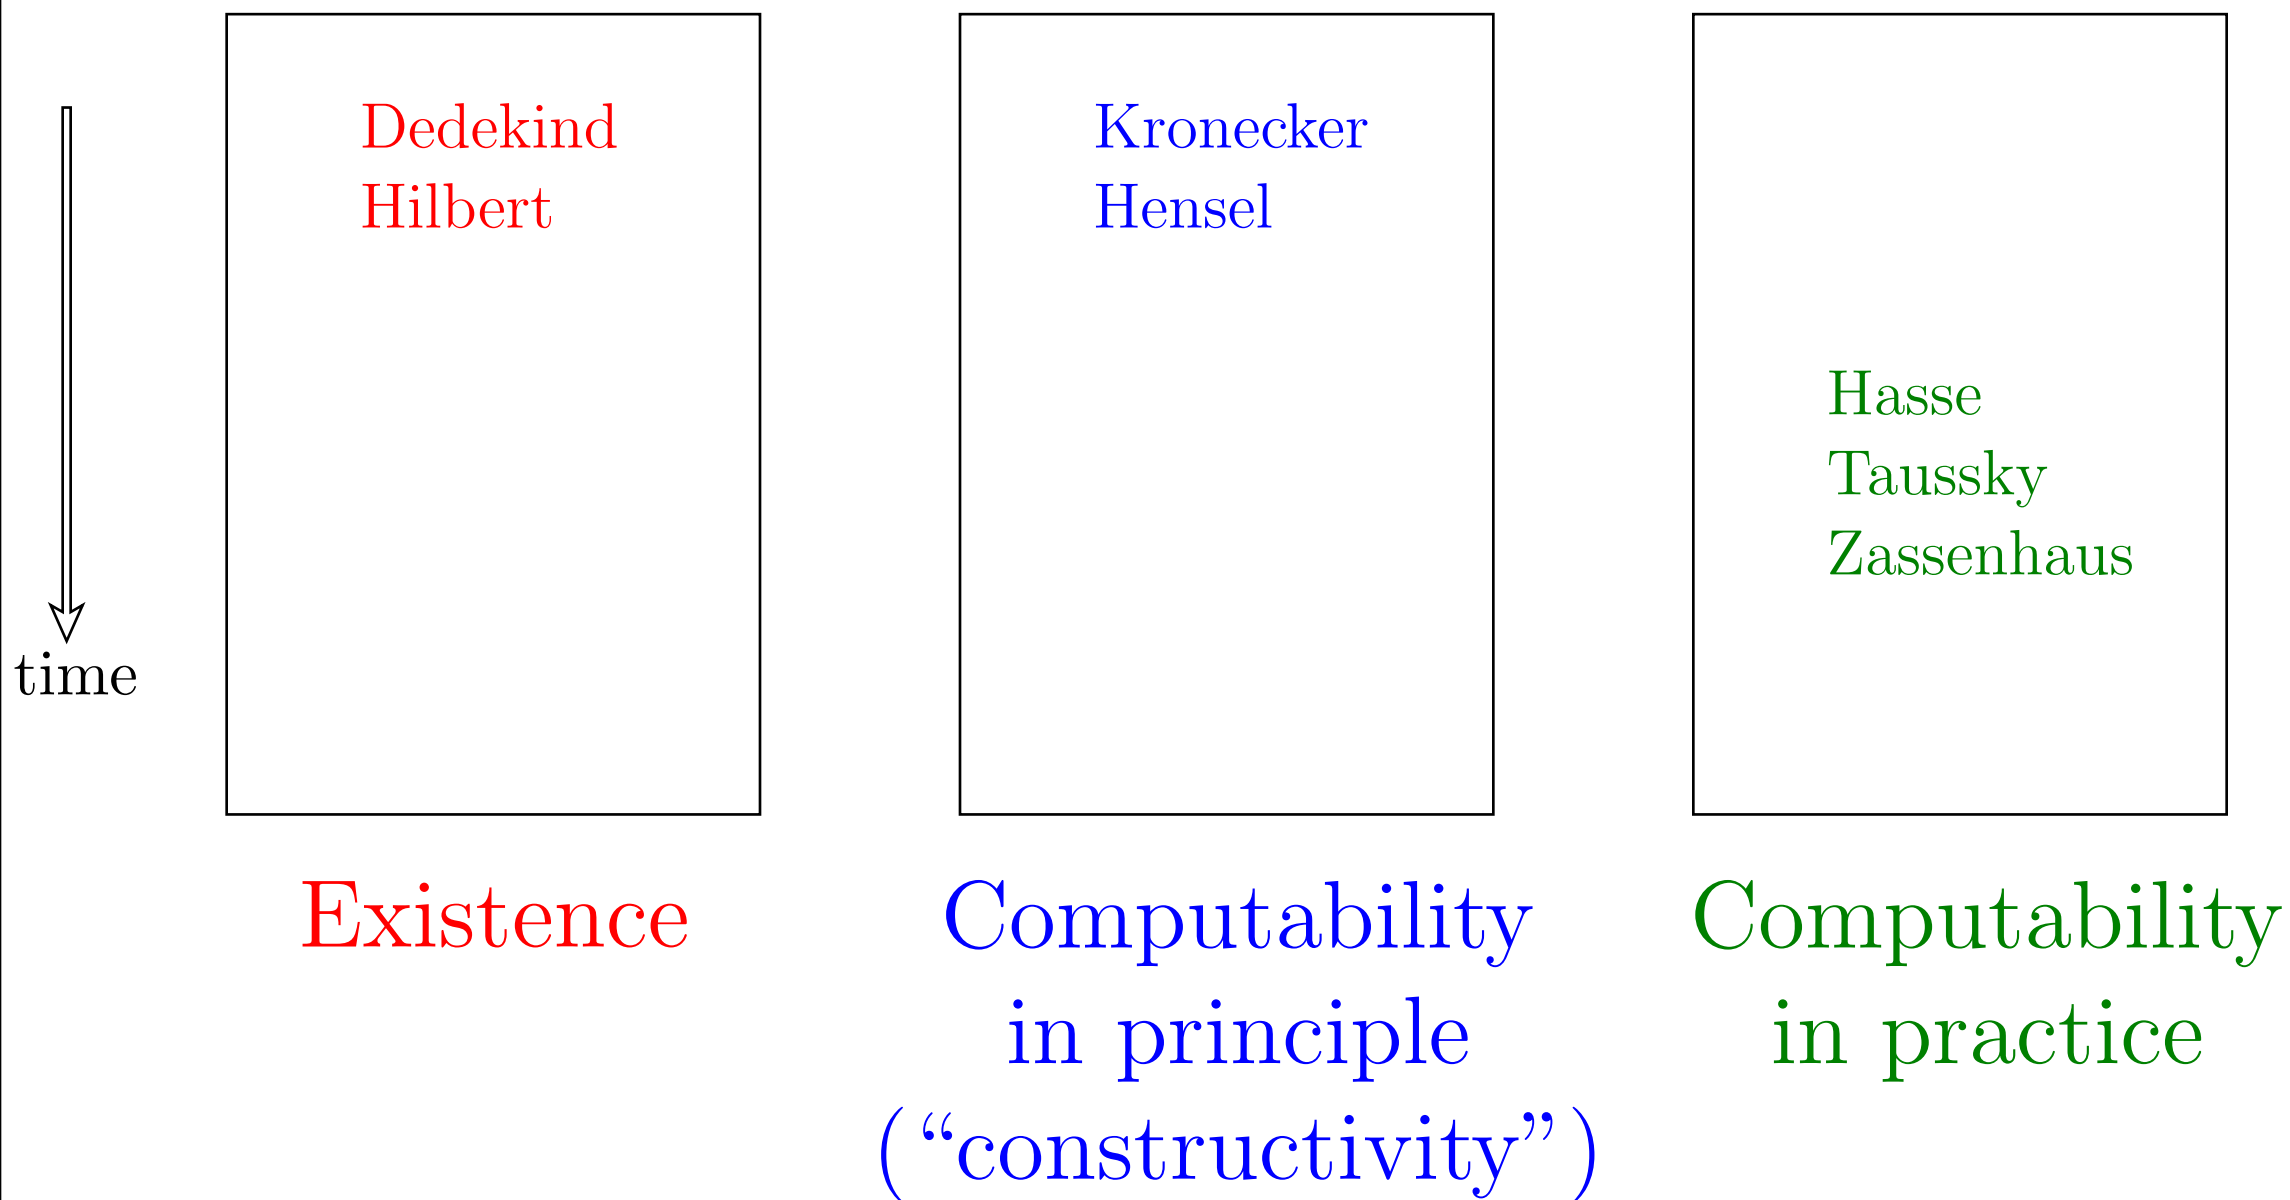 time
Dedekind
Hilbert
Existence
Kronecker
Hensel
Computability
in principle
(“constructivity”)
Hasse
Taussky
Zassenhaus
Computability
in practice